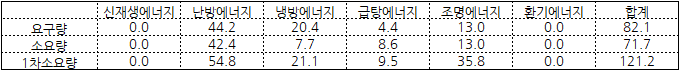 신재생에너지 난방에너지 냉방에너지 급탕에너지 조명에너지 환기에너지 합계
요구량 0.0 44.2 20.4 4.4 13.0 0.0 82.1
소요량 0.0 42.4 7.7 8.6 13.0 0.0 71.7
1차소요량 0.0 54.8 21.1 9.5 35.8 0.0 121.2